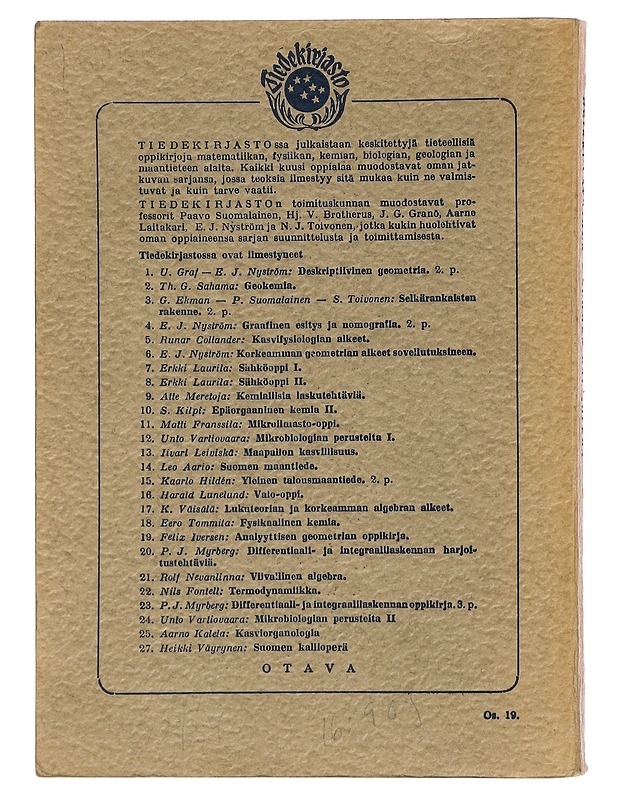 Tiedekirjasto
TIEDEKIRJASTOssa julkaistaan keskitettyjä tieteellisiä
oppikirjoja matematiikan, fysiikan, kemian, biologian, geologian ja
maantieteen alalta. Kaikki kuusi oppialaa muodostavat oman jat-
kuvan sarjansa, jossa teoksia ilmestyy sitä mukaa kuin ne valmis-
tuvat ja kuin tarve vaatii.
TIEDEKIRJASTOn toimituskunnan muodostavat pro-
fessorit Paavo Suomalainen, Hj. V. Brotherus, J. G. Granö, Aarne
Laitakari, E. J. Nyström ja N. J. Toivonen, jotka kukin huolehtivat
oman oppiaineensa sarjan suunnittelusta ja toimittamisesta.
Tiedekirjastossa ovat ilmestyneet
1. U. Graf — E. J. Nyström: Deskriptiivinen geometria. 2. p.
2. Th. G. Sahama: Geokemia.
3. G. Ekman — P. Suomalainen — S. Toivonen: Selkärankaisten
rakenne. 2. p.
4. E. J. Nyström: Graafinen esitys ja nomografia. 2. p.
5. Runar Collander: Kasvifysiologian alkeet.
6. E. J. Nyström: Korkeamman geometrian alkeet sovellutuksineen.
7. Erkki Laurila: Sähköoppi I.
8. Erkki Laurila: Sähköoppi II.
9. Atte Meretoja: Kemiallisia laskutehtäviä.
10. S. Kilpi: Epäorgaaninen kemia II.
11. Matti Franssila: Mikroilmasto-oppi.
12. Unto Vartiovaara: Mikrobiologian perusteita I.
13. Iivari Leiviskä: Maapallon kasvillisuus.
14. Leo Aario: Suomen maantiede.
15. Kaarlo Hildén: Yleinen talousmaantiede. 2. p.
16. Harald Lunelund: Valo-oppi.
17. K. Väisälä: Lukuteorian ja korkeamman algebran alkeet.
18. Eero Tommila: Fysikaalinen kemia.
19. Felix Iversen: Analyyttisen geometrian oppikirja.
20. P. J. Myrberg: Differentiaali- ja integraalilaskennan harjoi-
tustehtäviä.
21. Rolf Nevanlinna: Viivallinen algebra.
22. Nils Fontell: Termodynamiikka.
23. P. J. Myrberg: Differentiaali- ja integraalilaskennan oppikirja. 3. p.
24. Unto Vartiovaara: Mikrobiologian perusteita II
25. Aarno Kalela: Kasviorganologia
27. Heikki Väyrynen: Suomen kallioperä
OTAVA
Os. 19.